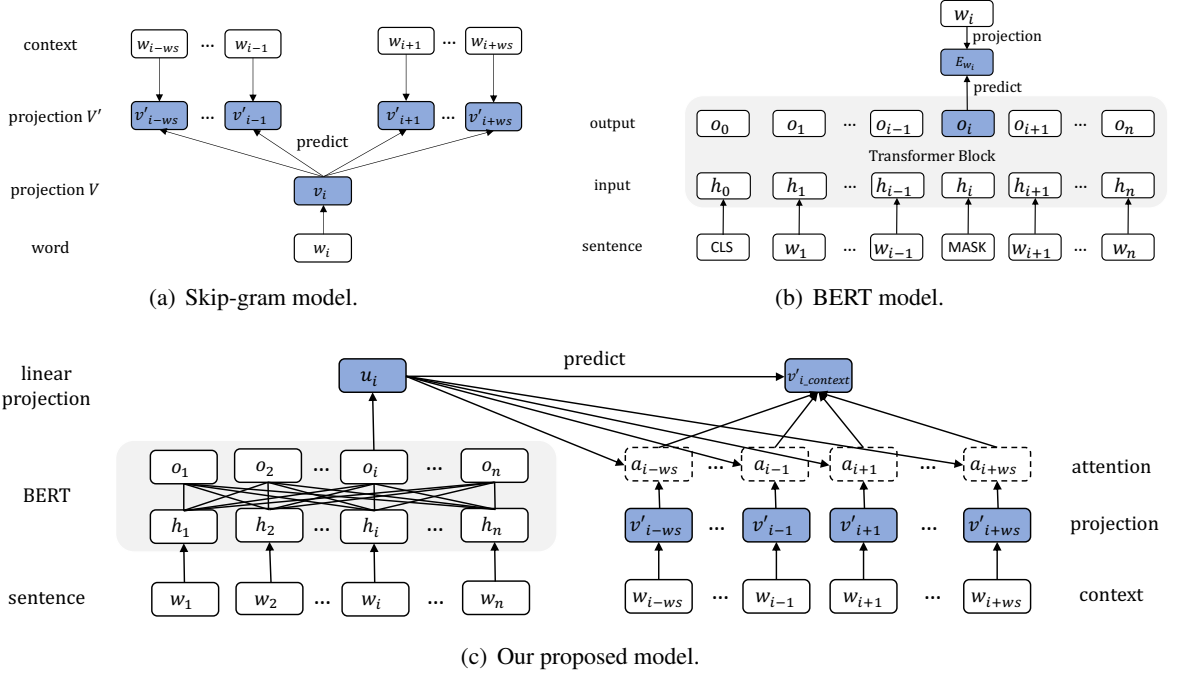 context w_{i−ws} ... w_{i−1} w_{i+1} ... w_{i+ws}
projection V′ v′_{i−ws} ... v′_{i−1} v′_{i+1} ... v′_{i+ws}
predict
projection V v_i
word w_i
(a) Skip-gram model.
w_i
projection
E_{w_i}
predict
output o_0 o_1 ... o_{i−1} o_i o_{i+1} ... o_n
Transformer Block
input h_0 h_1 ... h_{i−1} h_i h_{i+1} ... h_n
sentence CLS w_1 ... w_{i−1} MASK w_{i+1} ... w_n
(b) BERT model.
linear
projection
u_i predict v′_{i_context}
BERT
o_1 o_2 ... o_i ... o_n
h_1 h_2 ... h_i ... h_n
sentence w_1 w_2 ... w_i ... w_n
a_{i−ws} ... a_{i−1} a_{i+1} ... a_{i+ws} attention
v′_{i−ws} ... v′_{i−1} v′_{i+1} ... v′_{i+ws} projection
w_{i−ws} ... w_{i−1} w_{i+1} ... w_{i+ws} context
(c) Our proposed model.